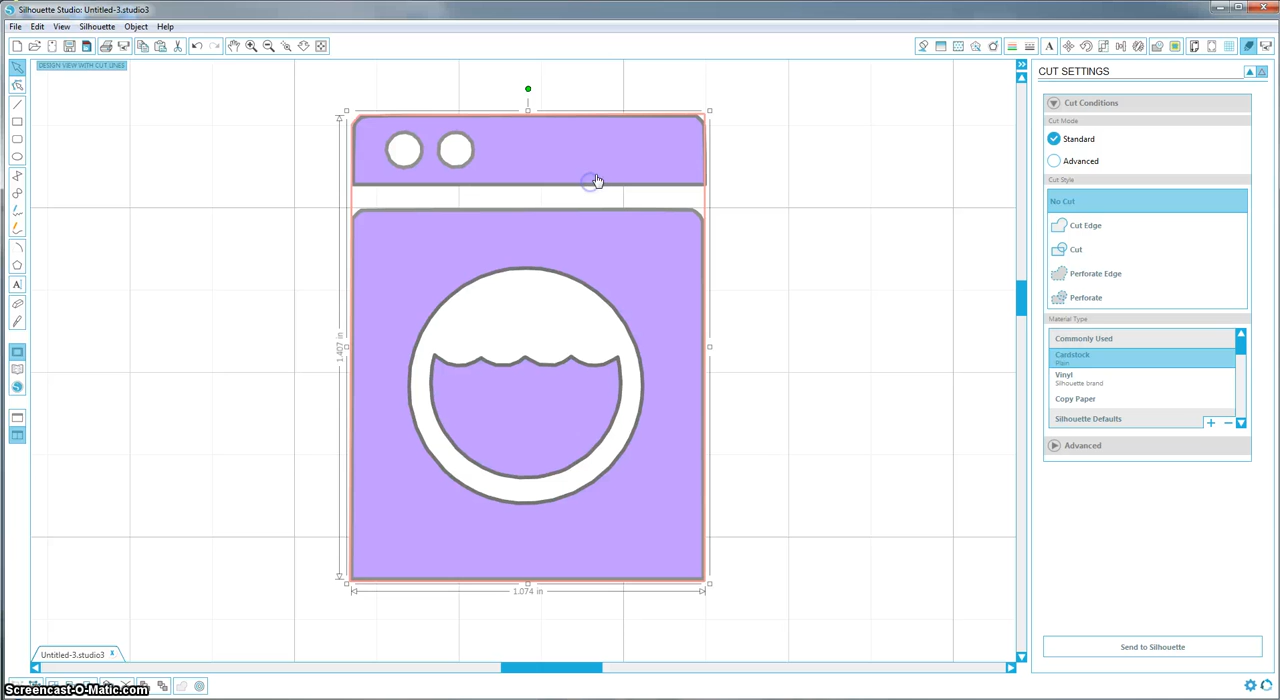 Silhouette Studio: Untitled-3.studio3
File Edit View Silhouette Object Help
DESIGN VIEW WITH CUT LINES
CUT SETTINGS
Cut Conditions
Cut Mode
Standard
Advanced
Cut Style
No Cut
Cut Edge
Cut
Perforate Edge
Perforate
Material Type
Commonly Used
Cardstock
Plain
Vinyl
Silhouette brand
Copy Paper
Silhouette Defaults
Advanced
A
A
1.407 in
1.074 in
Send to Silhouette
Untitled-3.studio3
Screencast-O-Matic.com